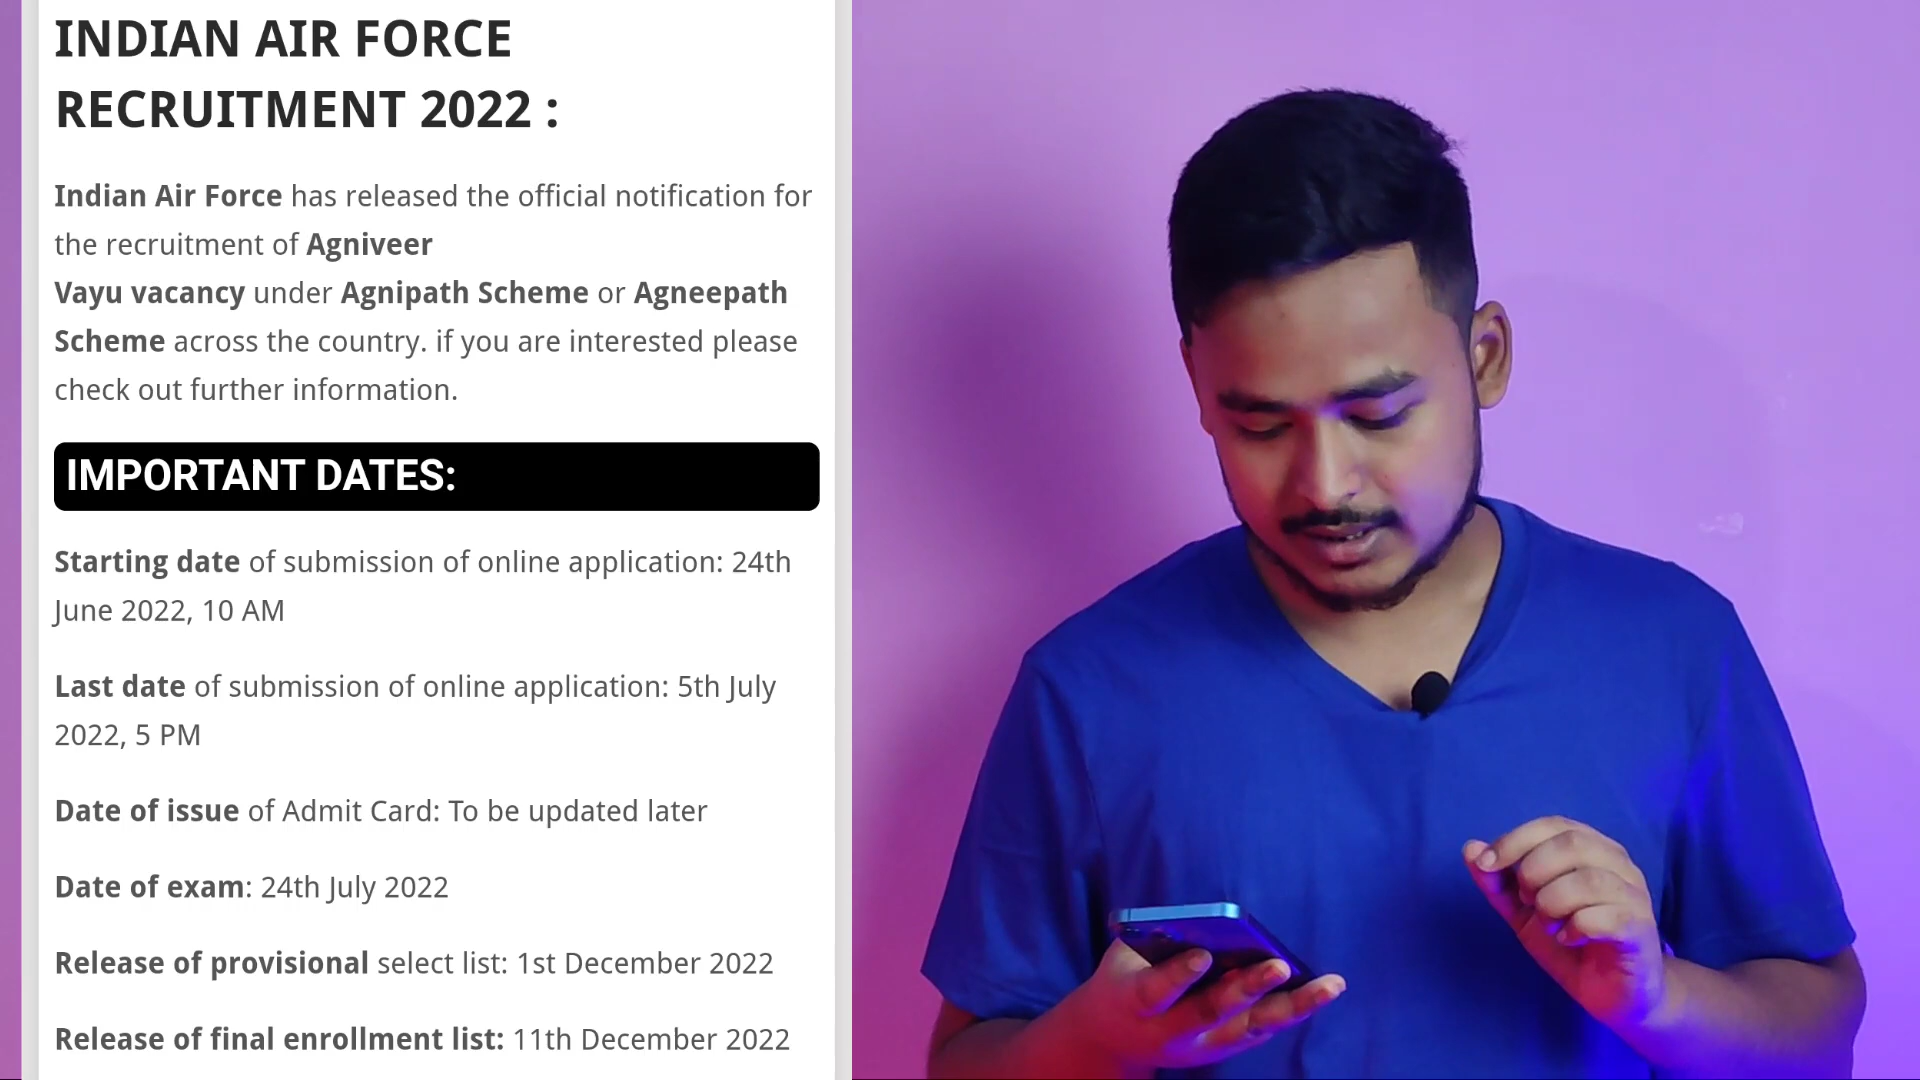 INDIAN AIR FORCE
RECRUITMENT 2022 :
Indian Air Force has released the official notification for
the recruitment of Agniveer
Vayu vacancy under Agnipath Scheme or Agneepath
Scheme across the country. if you are interested please
check out further information.
IMPORTANT DATES:
Starting date of submission of online application: 24th
June 2022, 10 AM
Last date of submission of online application: 5th July
2022, 5 PM
Date of issue of Admit Card: To be updated later
Date of exam: 24th July 2022
Release of provisional select list: 1st December 2022
Release of final enrollment list: 11th December 2022